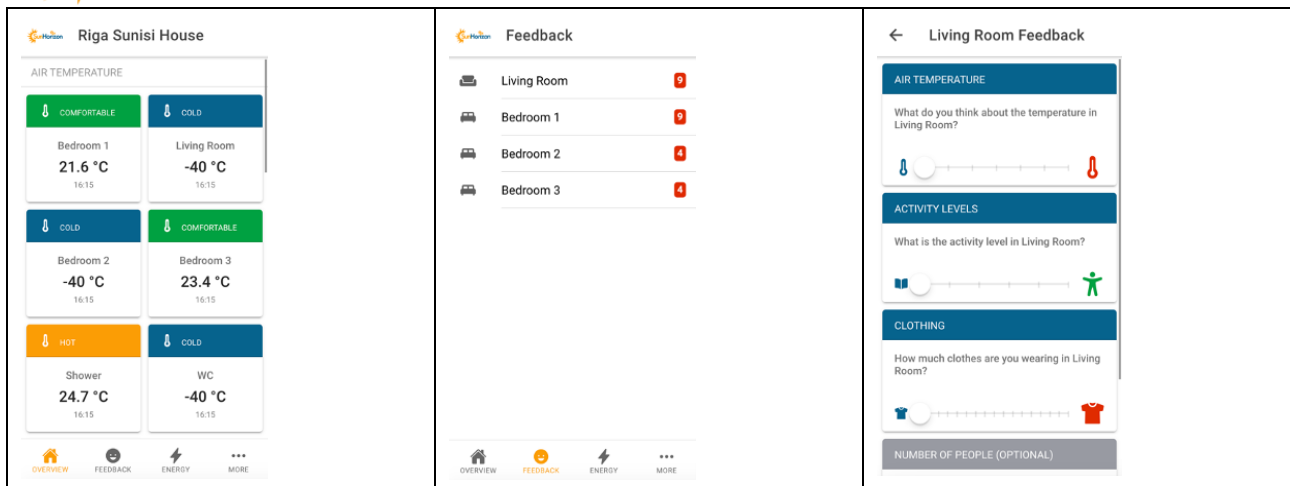 SunHorizon Riga Sunisi House
AIR TEMPERATURE
COMFORTABLE
Bedroom 1
21.6 °C
16:15
COLD
Living Room
-40 °C
16:15
COLD
Bedroom 2
-40 °C
16:15
COMFORTABLE
Bedroom 3
23.4 °C
16:15
HOT
Shower
24.7 °C
16:15
COLD
WC
-40 °C
16:15
OVERVIEW FEEDBACK ENERGY MORE
SunHorizon Feedback
Living Room 9
Bedroom 1 9
Bedroom 2 4
Bedroom 3 4
OVERVIEW FEEDBACK ENERGY MORE
Living Room Feedback
AIR TEMPERATURE
What do you think about the temperature in
Living Room?
ACTIVITY LEVELS
What is the activity level in Living Room?
CLOTHING
How much clothes are you wearing in Living
Room?
NUMBER OF PEOPLE (OPTIONAL)